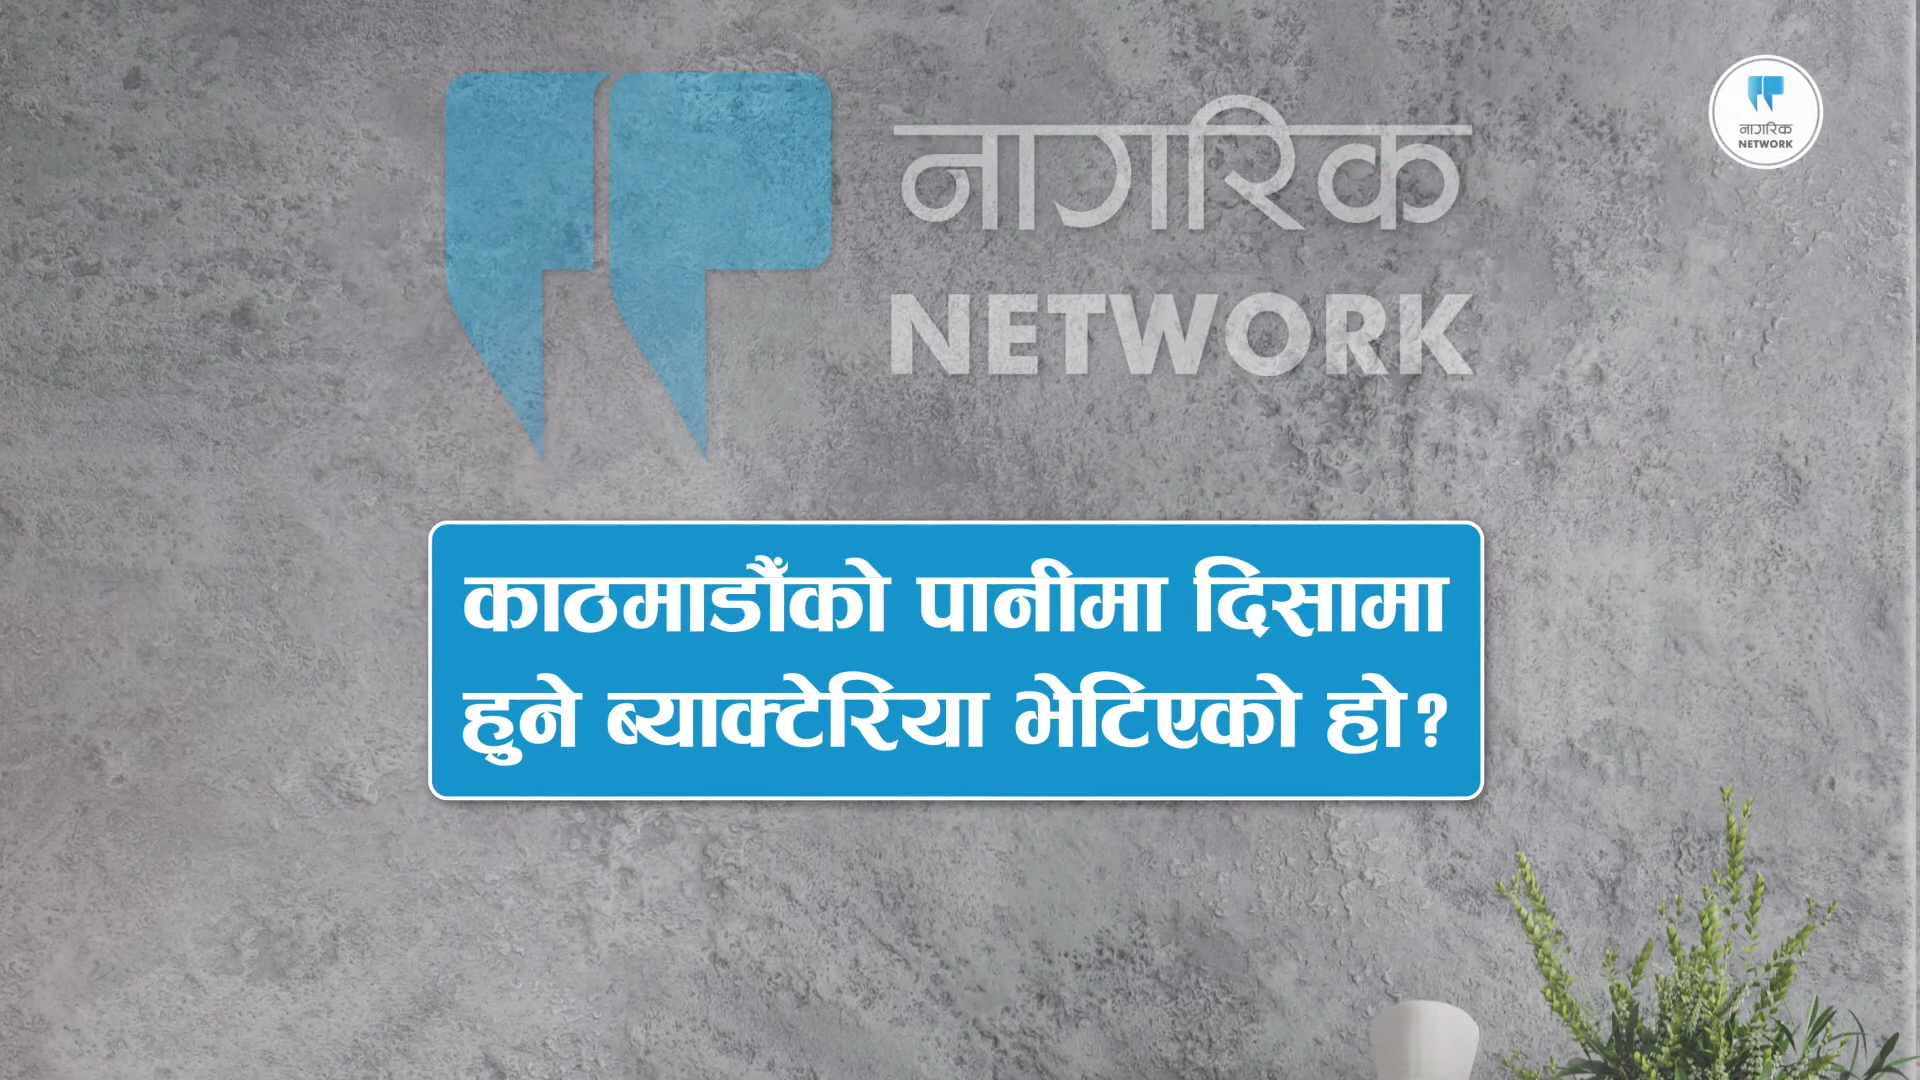 नागरिक
NETWORK
नागरिक
NETWORK
काठमाडौंको पानीमा दिसामा
हुने ब्याक्टेरिया भेटिएको हो?